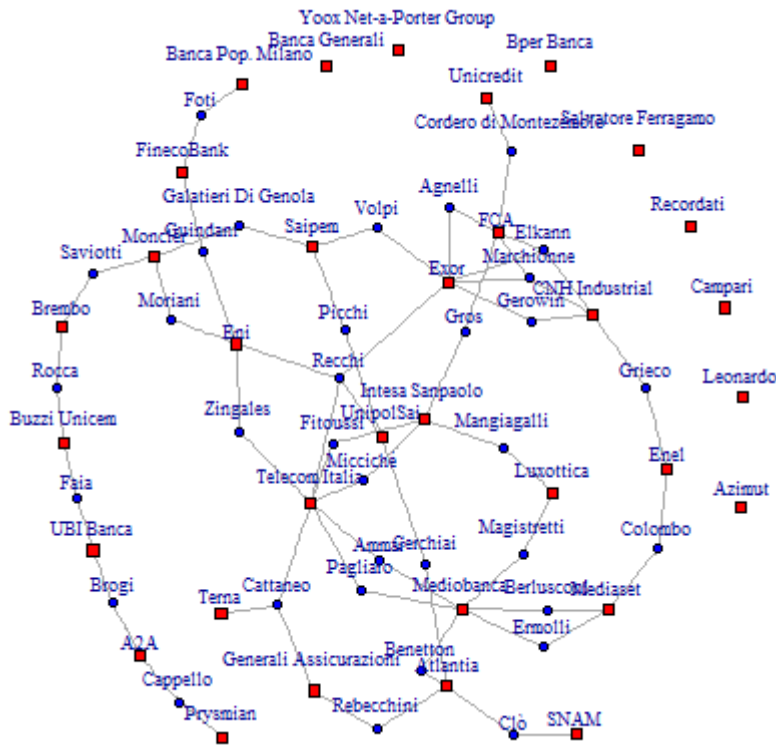 Yoox Net-a-Porter Group
Banca Generali
Bper Banca
Banca Pop. Milano
Unicredit
Foti
Cordero di Montezemolo
Salvatore Ferragamo
FinecoBank
Agnelli
Galatieri Di Genola
Volpi
Recordati
FCA
Guindani
Elkann
Saipem
Moncler
Marchionne
Saviotti
Exor
CNH Industrial
Campari
Moriani
Gerowin
Brembo
Picchi
Gros
Eni
Recchi
Grieco
Rocca
Leonardo
Intesa Sanpaolo
Zingales
Buzzi Unicem
Fitoussi
UnipolSai
Mangiagalli
Micciche
Enel
Telecom Italia
Luxottica
Faia
Azimut
UBI Banca
Magistretti
Colombo
Ammar
Gerchiai
Pagliaro
Brogi
Cattaneo
Mediobanca
Berlusconi
Mediaset
Terna
Ermolli
A2A
Benetton
Cappello
Generali Assicurazioni
Atlantia
Prysmian
Rebecchini
Clò
SNAM